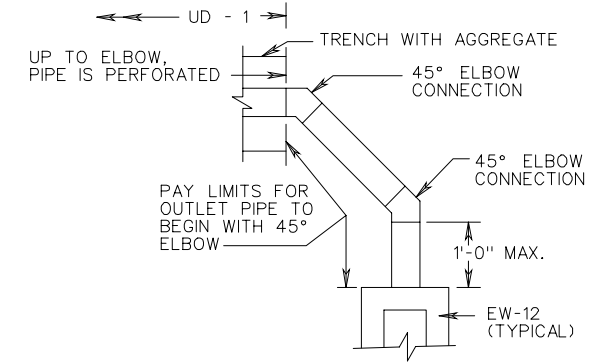 UD - 1
TRENCH WITH AGGREGATE
UP TO ELBOW,
PIPE IS PERFORATED
45° ELBOW
CONNECTION
45° ELBOW
CONNECTION
PAY LIMITS FOR
OUTLET PIPE TO
BEGIN WITH 45°
ELBOW
1'-0" MAX.
EW-12
(TYPICAL)